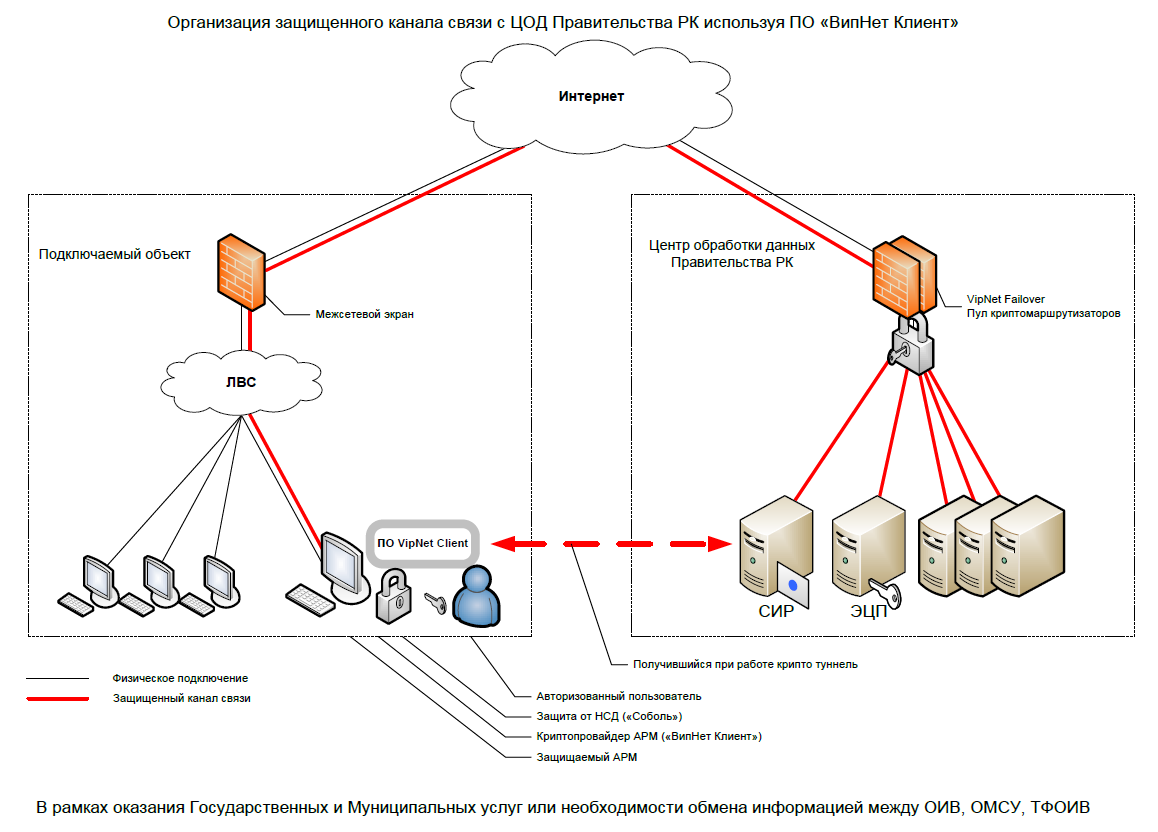 Организация защищенного канала связи с ЦОД Правительства РК используя ПО «ВипНет Клиент»
Интернет
Подключаемый объект
Межсетевой экран
ЛВС
ПО VipNet Client
Центр обработки данных
Правительства РК
VipNet Failover
Пул криптомаршрутизаторов
СИР
ЭЦП
Получившийся при работе крипто туннель
Физическое подключение
Защищенный канал связи
Авторизованный пользователь
Защита от НСД («Соболь»)
Криптопровайдер АРМ («ВипНет Клиент»)
Защищаемый АРМ
В рамках оказания Государственных и Муниципальных услуг или необходимости обмена информацией между ОИВ, ОМСУ, ТФОИВ